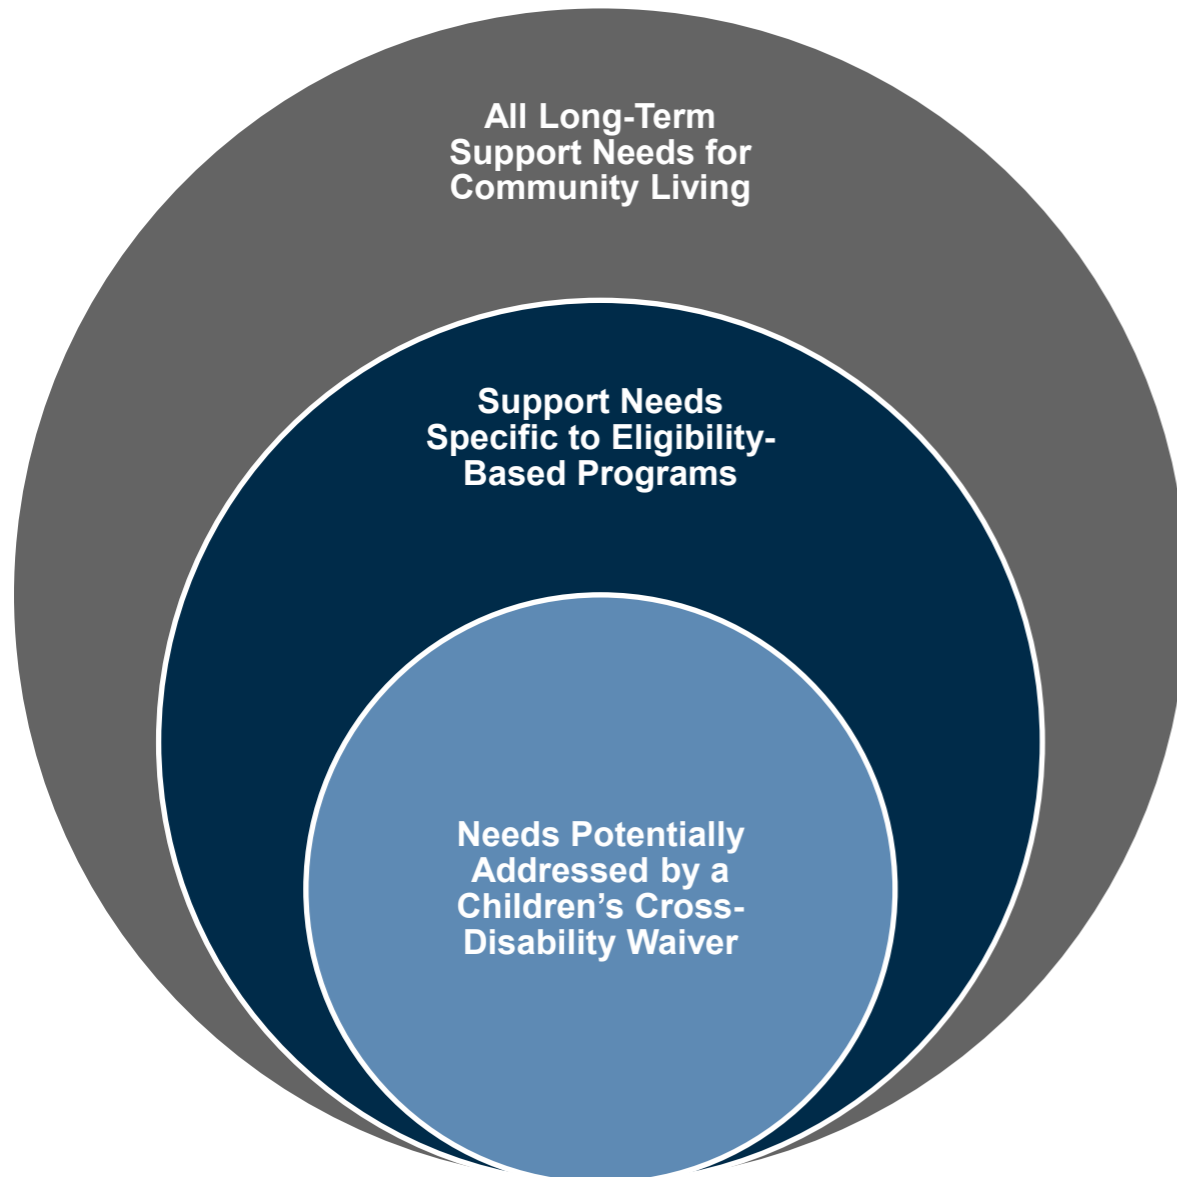 All Long-Term
Support Needs for
Community Living
Support Needs
Specific to Eligibility-
Based Programs
Needs Potentially
Addressed by a
Children’s Cross-
Disability Waiver